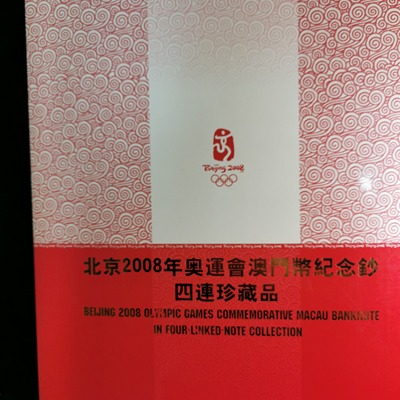 Beijing 2008
北京2008年奥運會澳門幣紀念鈔
四連珍藏品
BEIJING 2008 OLYMPIC GAMES COMMEMORATIVE MACAU BANKNOTE
IN FOUR-LINKED NOTE COLLECTION